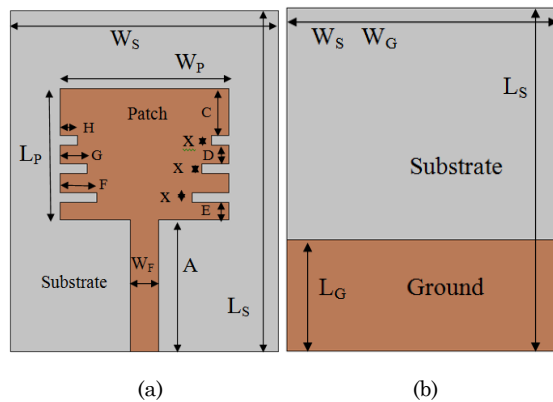 W_S
W_P
Patch
C
H
X
D
G
L_P
X
F
X
E
W_F
A
Substrate
L_S
(a)
W_S W_G
L_S
Substrate
L_G
Ground
(b)